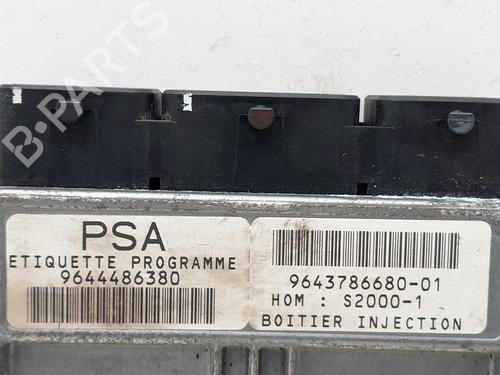 B-PARTS
PSA
ETIQUETTE PROGRAMME
9644486380
9643786680-01
HOM : S2000-1
BOITIER INJECTION